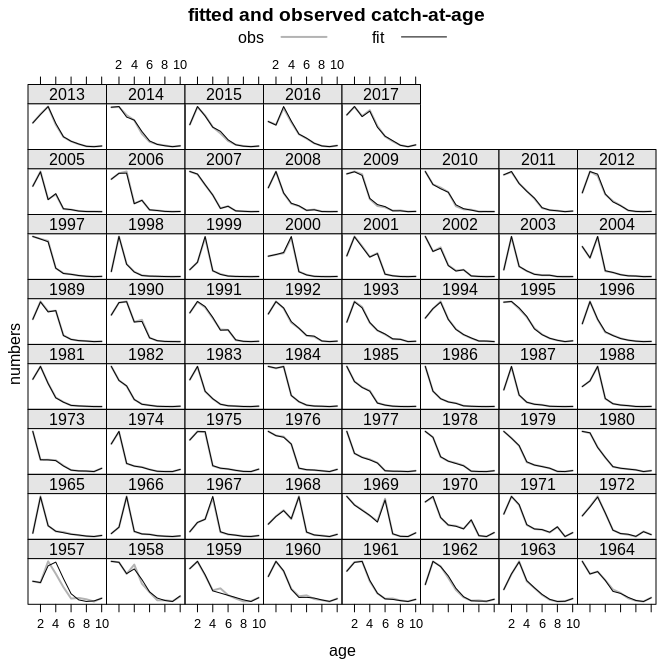 fitted and observed catch-at-age
obs fit
2 4 6 8 10 2 4 6 8 10
2013 2014 2015 2016 2017
2005 2006 2007 2008 2009 2010 2011 2012
1997 1998 1999 2000 2001 2002 2003 2004
1989 1990 1991 1992 1993 1994 1995 1996
1981 1982 1983 1984 1985 1986 1987 1988
1973 1974 1975 1976 1977 1978 1979 1980
1965 1966 1967 1968 1969 1970 1971 1972
1957 1958 1959 1960 1961 1962 1963 1964
numbers
2 4 6 8 10 2 4 6 8 10 2 4 6 8 10 2 4 6 8 10
age